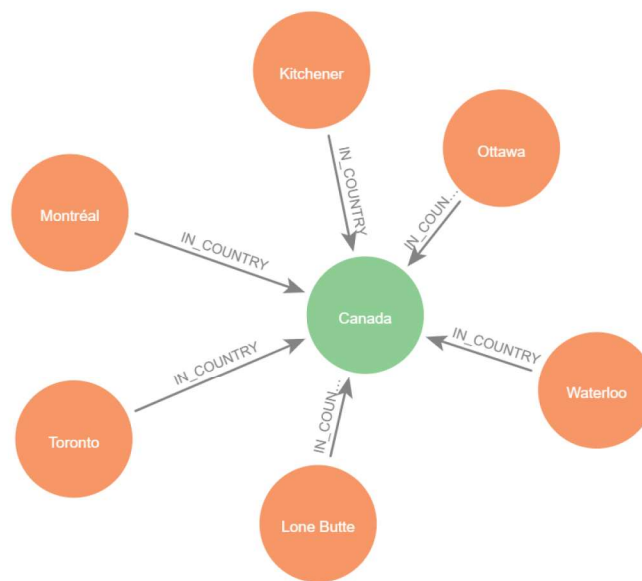 Kitchener
Ottawa
IN_COUNTRY
IN_COUN...
Montréal
IN_COUNTRY
Canada
IN_COUNTRY
IN_COUNTRY
Waterloo
IN_COUN...
Toronto
Lone Butte